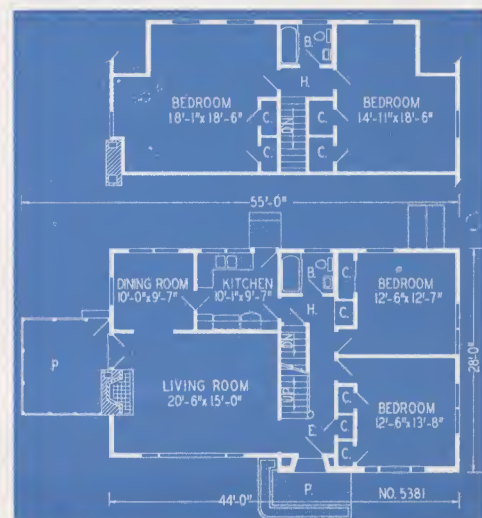 B.
BEDROOM
18'-1"x 18'-6"
H.
BEDROOM
14'-11"x 18'-6"
C.
DN.
C.
C.
C.
55'-0"
DINING ROOM
10'-0"x 9'-7"
KITCHEN
10'-1"x 9'-7"
B.
C.
BEDROOM
12'-6"x 12'-7"
H.
C.
P.
DN.
28'-0"
LIVING ROOM
20'-6"x 15'-0"
UP
C.
BEDROOM
12'-6"x 13'-8"
E.
C.
C.
P.
NO. 5381
44'-0"